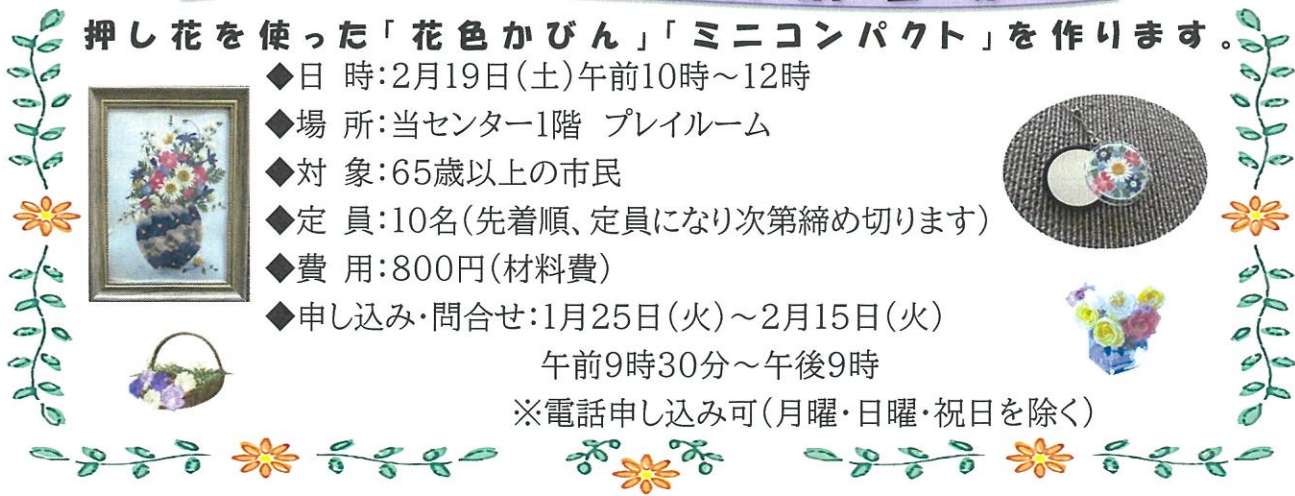 押し花を使った「花色かびん」「ミニコンパクト」を作ります。
◆日 時：2月19日（土）午前10時～12時
◆場 所：当センター1階 プレイルーム
◆対 象：65歳以上の市民
◆定 員：10名（先着順、定員になり次第締め切ります）
◆費 用：800円（材料費）
◆申し込み・問合せ：1月25日（火）～2月15日（火）
午前9時30分～午後9時
※電話申し込み可（月曜・日曜・祝日を除く）